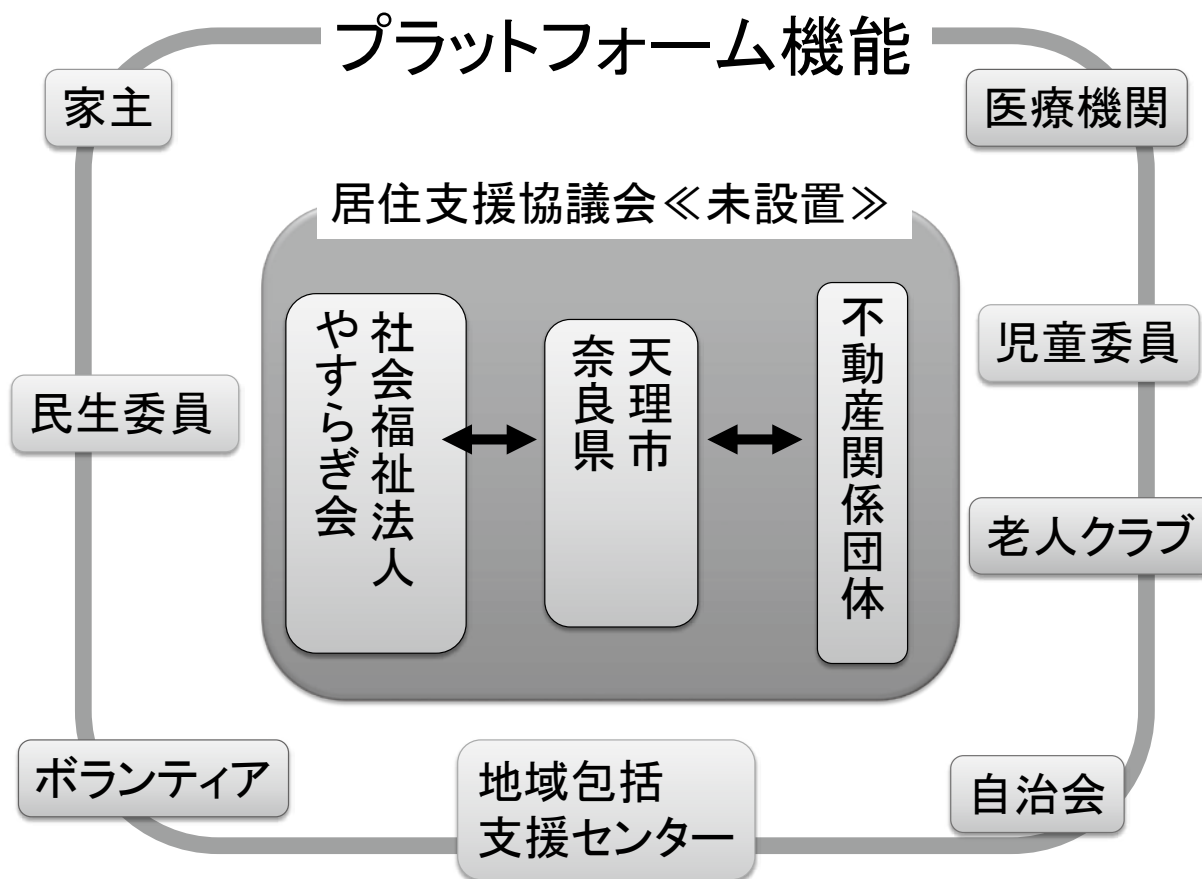 プラットフォーム機能
家主
医療機関
居住支援協議会≪未設置≫
社会福祉法人
やすらぎ会
天理市
奈良県
不動産関係団体
民生委員
児童委員
老人クラブ
ボランティア
地域包括
支援センター
自治会